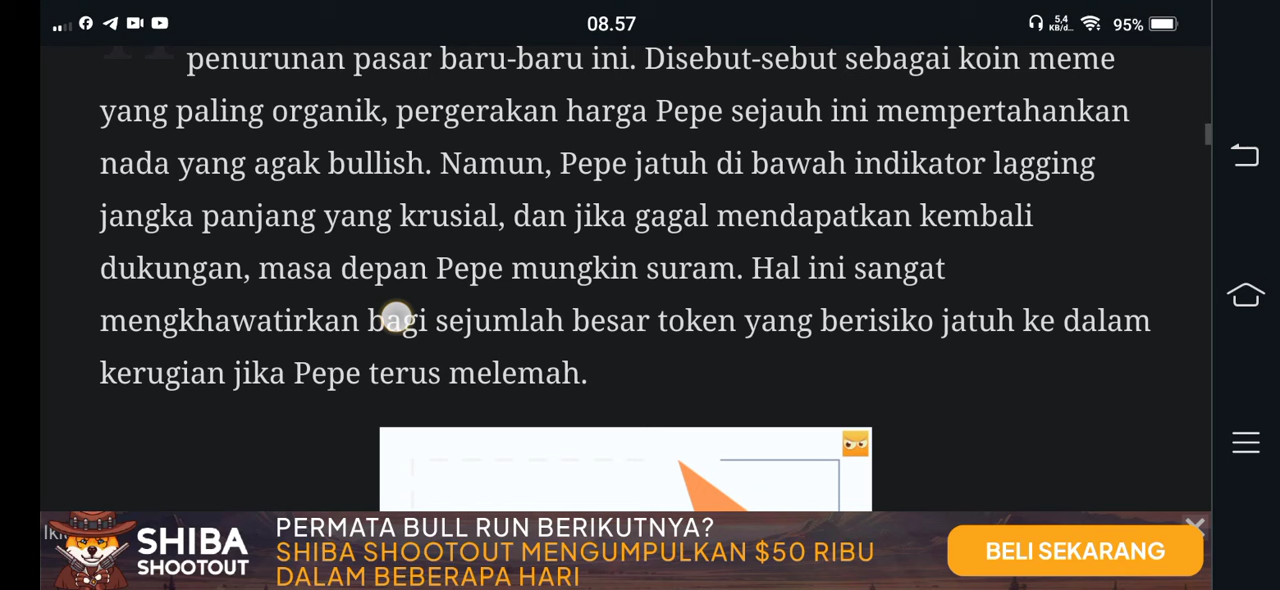 08.57
5,4
KB/d...
95%
penurunan pasar baru-baru ini. Disebut-sebut sebagai koin meme
yang paling organik, pergerakan harga Pepe sejauh ini mempertahankan
nada yang agak bullish. Namun, Pepe jatuh di bawah indikator lagging
jangka panjang yang krusial, dan jika gagal mendapatkan kembali
dukungan, masa depan Pepe mungkin suram. Hal ini sangat
mengkhawatirkan bagi sejumlah besar token yang berisiko jatuh ke dalam
kerugian jika Pepe terus melemah.
SHIBA
SHOOTOUT
PERMATA BULL RUN BERIKUTNYA?
SHIBA SHOOTOUT MENGUMPULKAN $50 RIBU
DALAM BEBERAPA HARI
BELI SEKARANG